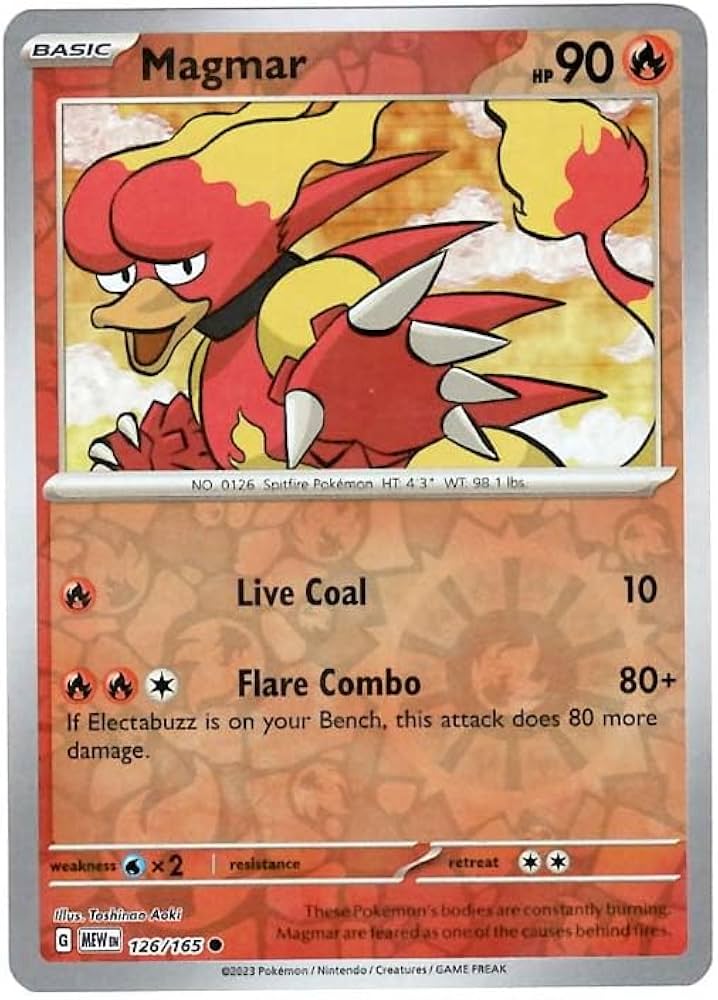 BASIC Magmar HP 90
NO. 0126 Spitfire Pokémon HT: 4'3" WT: 98.1 lbs.
Live Coal 10
Flare Combo 80+
If Electabuzz is on your Bench, this attack does 80 more
damage.
weakness ×2 resistance retreat
Illus. Toshinao Aoki
These Pokémon's bodies are constantly burning.
Magmar are feared as one of the causes behind fires.
G MEW EN 126/165
©2023 Pokémon / Nintendo / Creatures / GAME FREAK